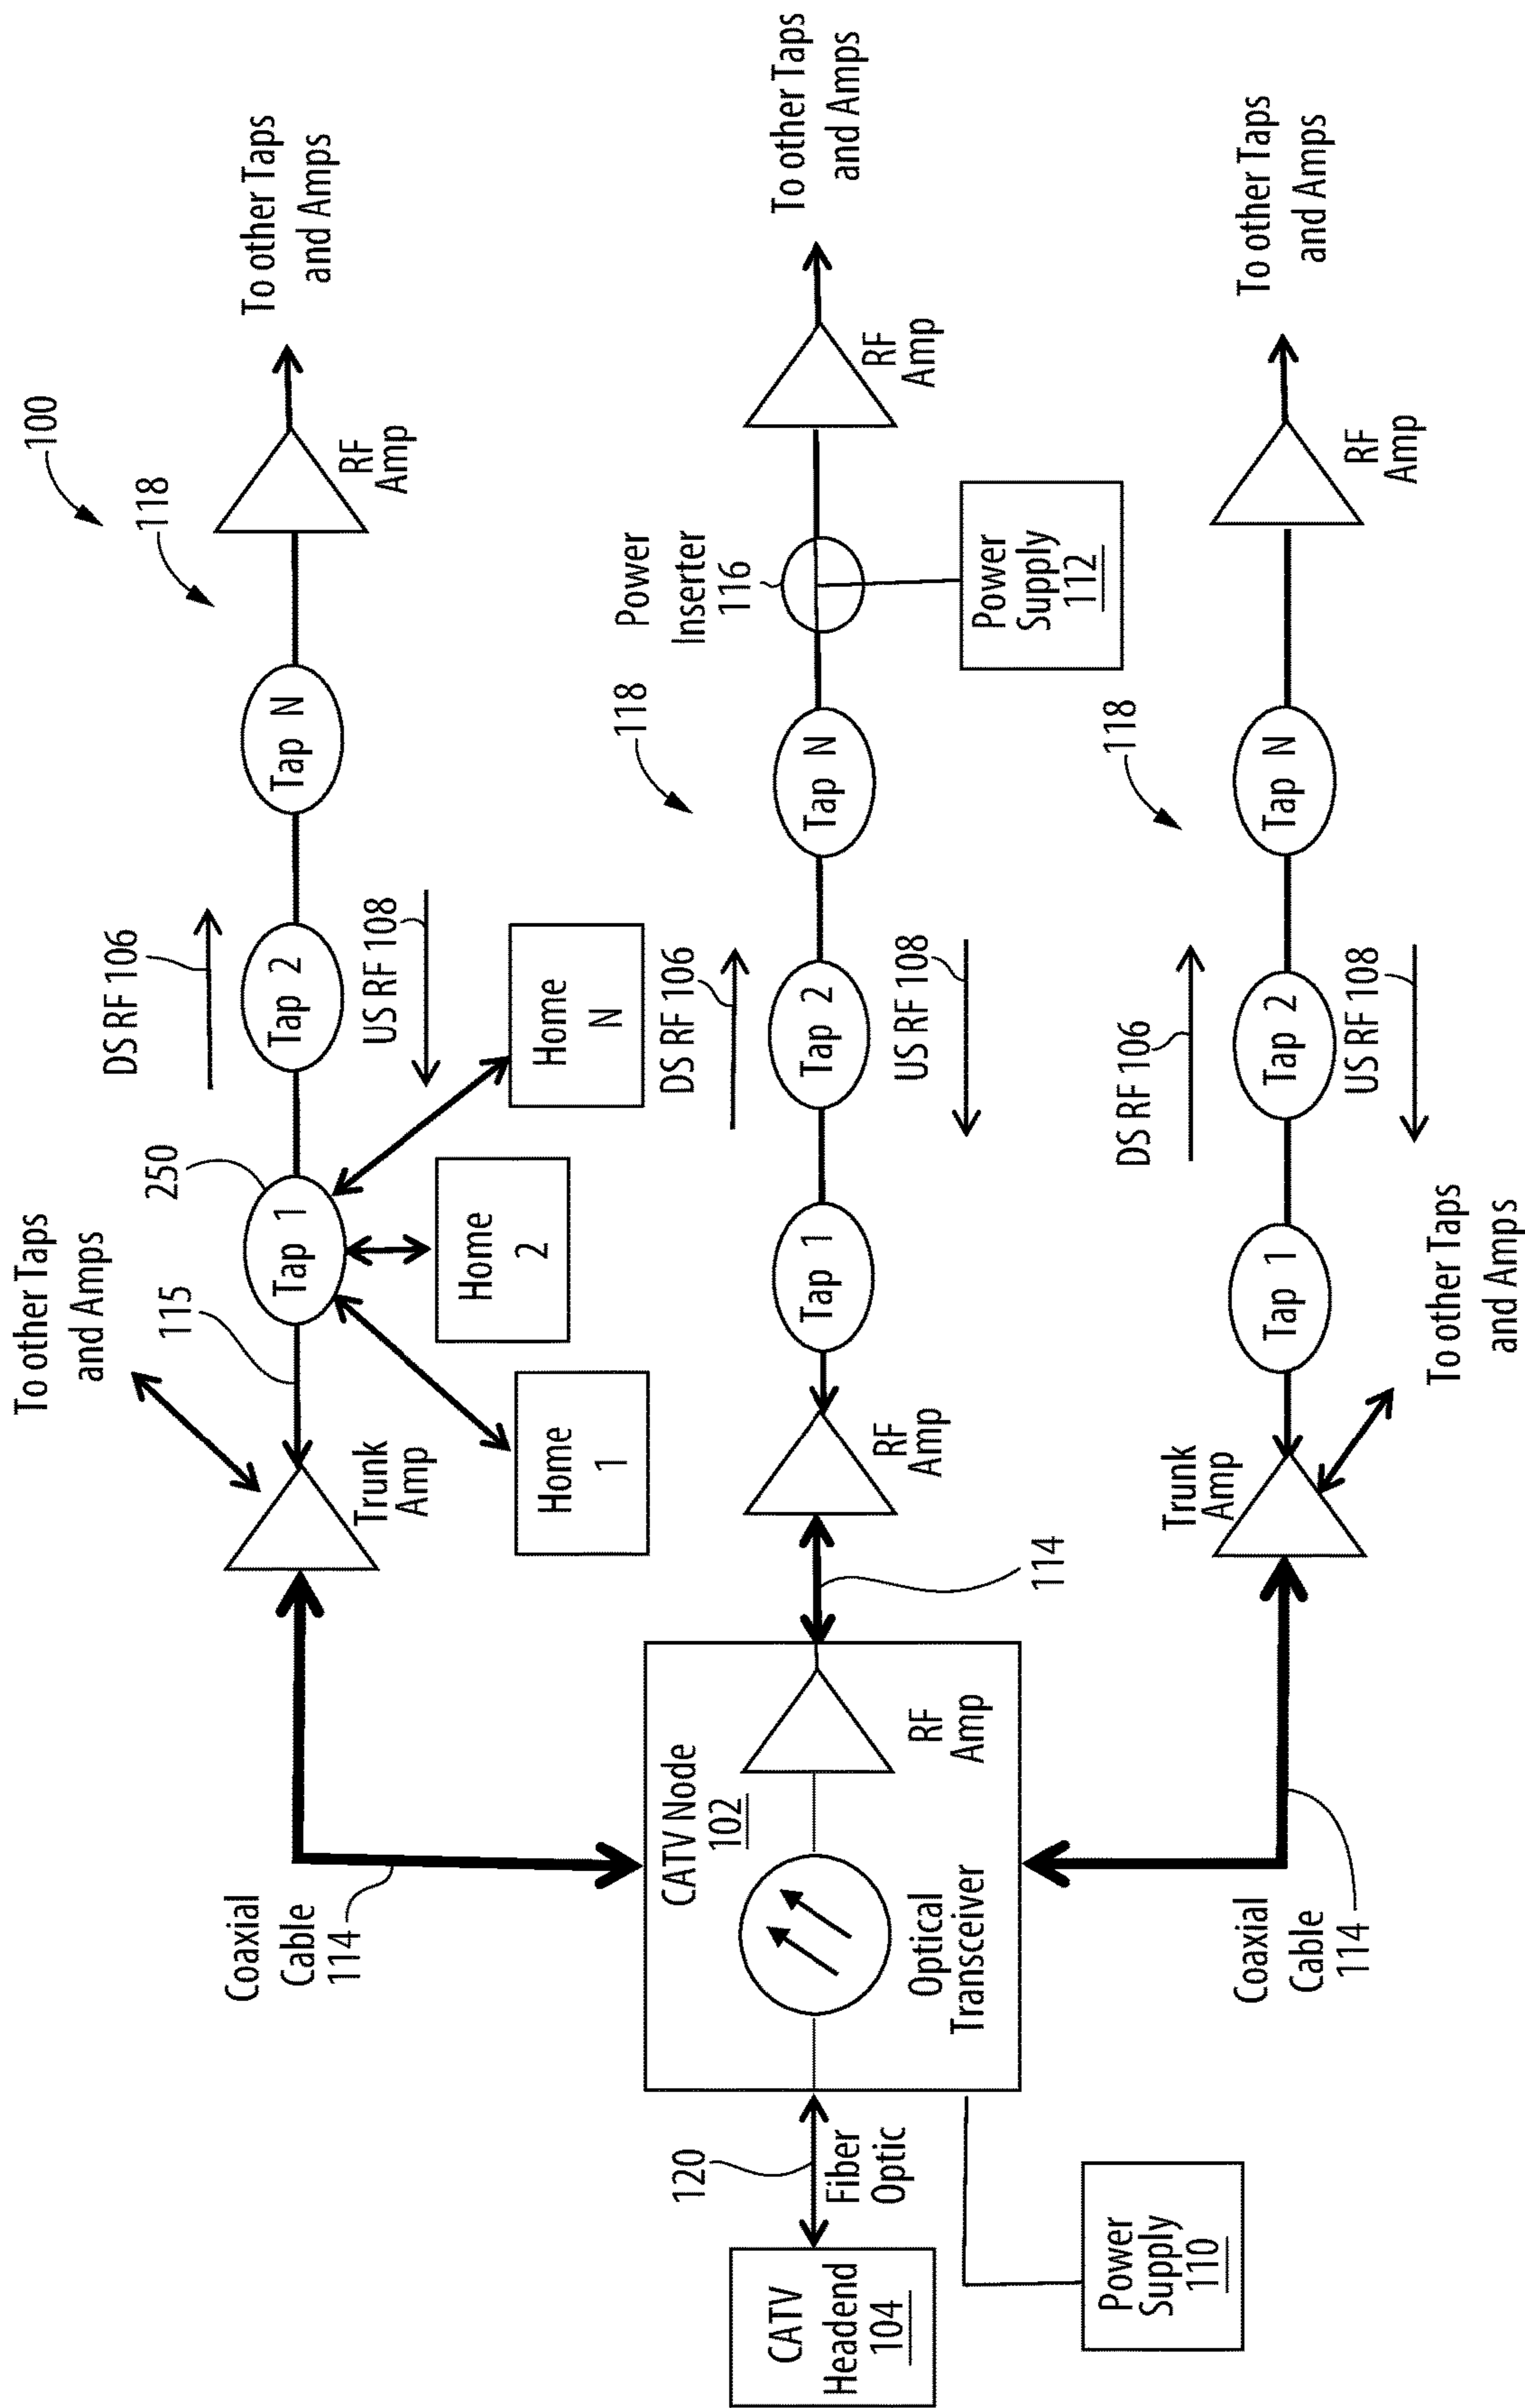 100
118
To other Taps
and Amps
115
250
DS RF 106
Tap 1
Tap 2
Tap N
US RF 108
RF
Amp
To other Taps
and Amps
Trunk
Amp
Home
1
Home
2
Home
N
Coaxial
Cable
114
CATV
Headend
104
120
Fiber
Optic
Power
Supply
110
CATV Node
102
Optical
Transceiver
RF
Amp
114
RF
Amp
Tap 1
DS RF 106
Tap 2
US RF 108
118
Tap N
Power
Inserter
116
Power
Supply
112
RF
Amp
To other Taps
and Amps
Coaxial
Cable
114
Trunk
Amp
To other Taps
and Amps
Tap 1
DS RF 106
Tap 2
US RF 108
118
Tap N
RF
Amp
To other Taps
and Amps